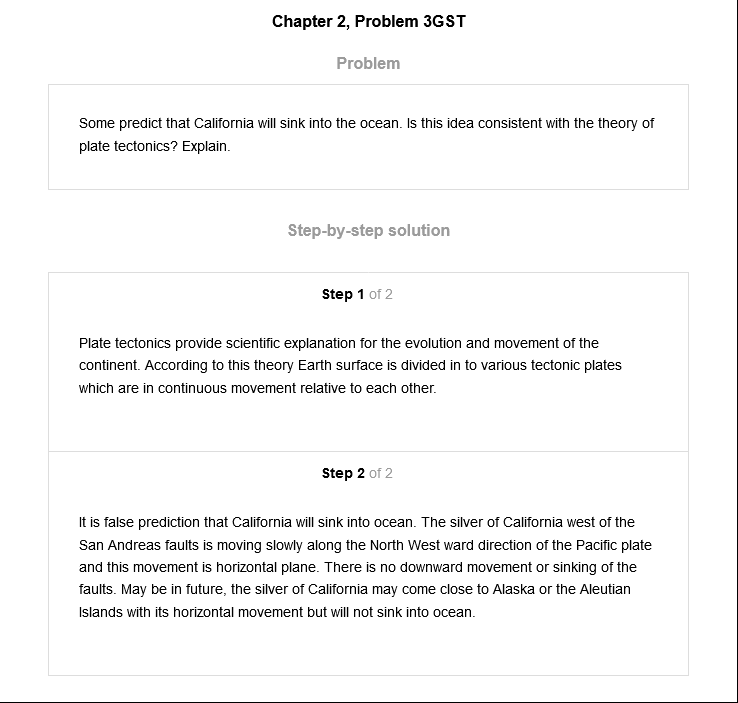 Chapter 2, Problem 3GST
Problem
Some predict that California will sink into the ocean. Is this idea consistent with the theory of
plate tectonics? Explain.
Step-by-step solution
Step 1 of 2
Plate tectonics provide scientific explanation for the evolution and movement of the
continent. According to this theory Earth surface is divided in to various tectonic plates
which are in continuous movement relative to each other.
Step 2 of 2
It is false prediction that California will sink into ocean. The silver of California west of the
San Andreas faults is moving slowly along the North West ward direction of the Pacific plate
and this movement is horizontal plane. There is no downward movement or sinking of the
faults. May be in future, the silver of California may come close to Alaska or the Aleutian
Islands with its horizontal movement but will not sink into ocean.